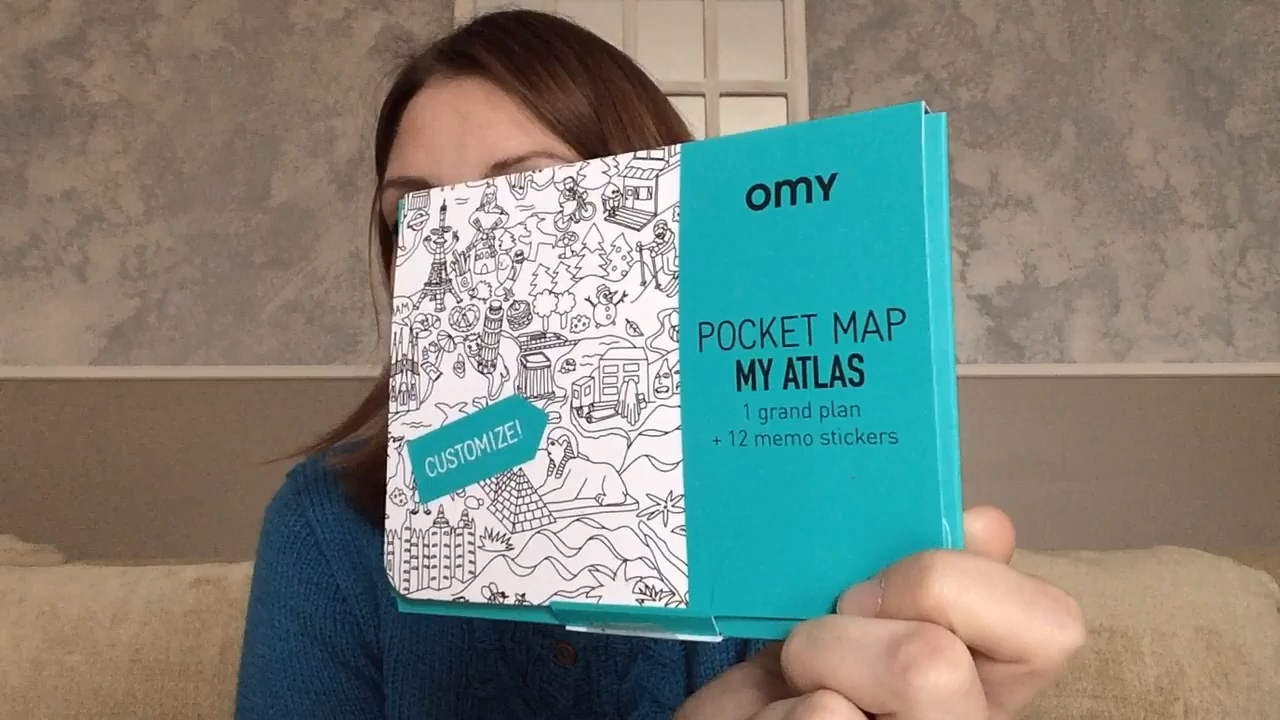 omy
POCKET MAP
MY ATLAS
1 grand plan
+ 12 memo stickers
CUSTOMIZE!